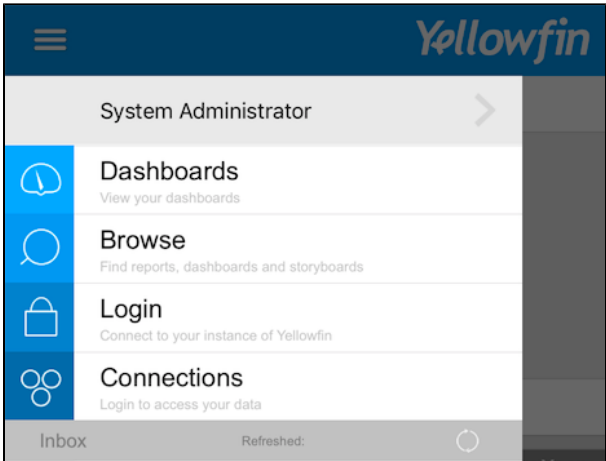 Yellowfin
System Administrator
Dashboards
View your dashboards
Browse
Find reports, dashboards and storyboards
Login
Connect to your instance of Yellowfin
Connections
Login to access your data
Inbox Refreshed: